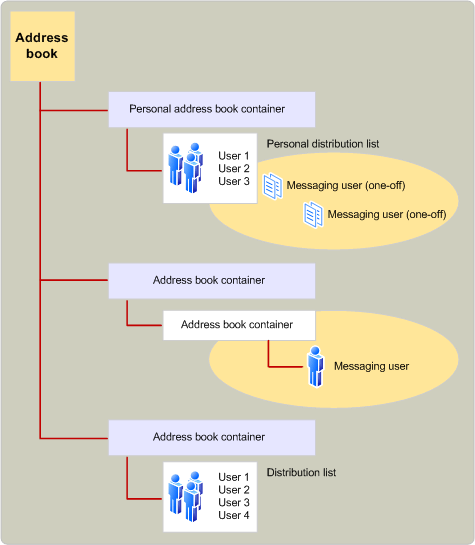 Address
book
Personal address book container
Personal distribution list
User 1
User 2
User 3
Messaging user (one-off)
Messaging user (one-off)
Address book container
Address book container
Messaging user
Address book container
Distribution list
User 1
User 2
User 3
User 4